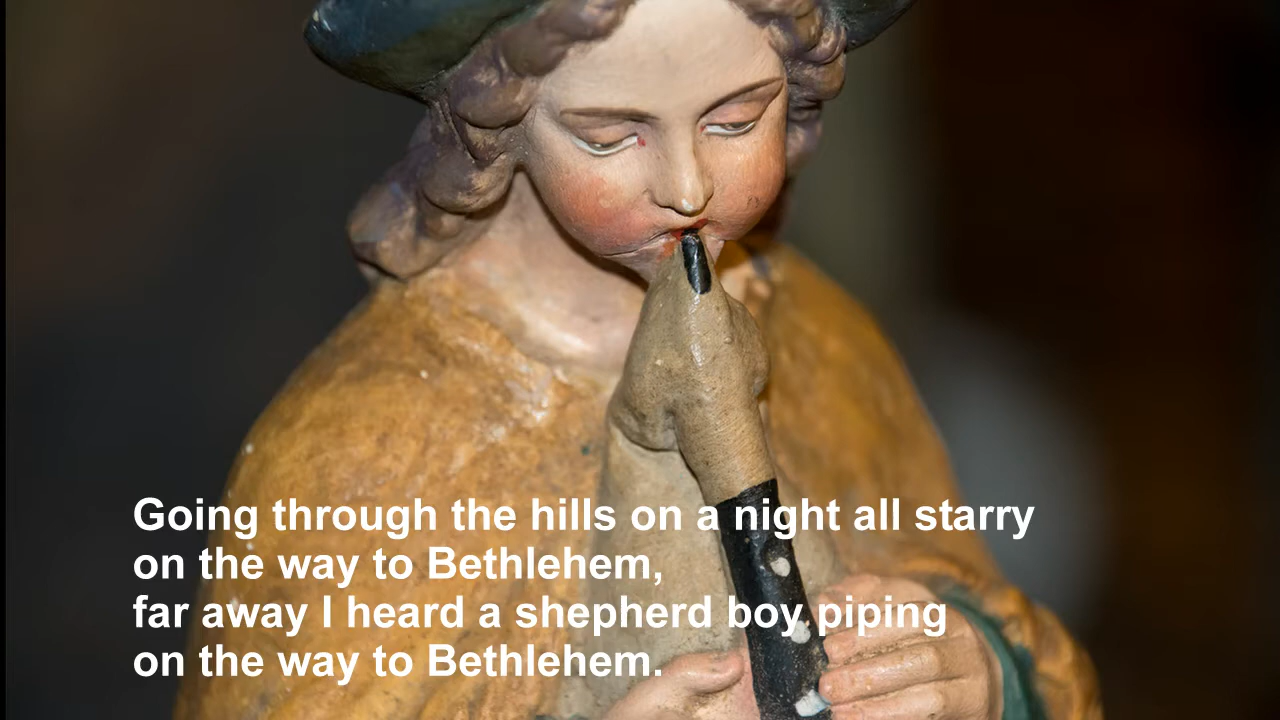 Going through the hills on a night all starry
on the way to Bethlehem,
far away I heard a shepherd boy piping
on the way to Bethlehem.